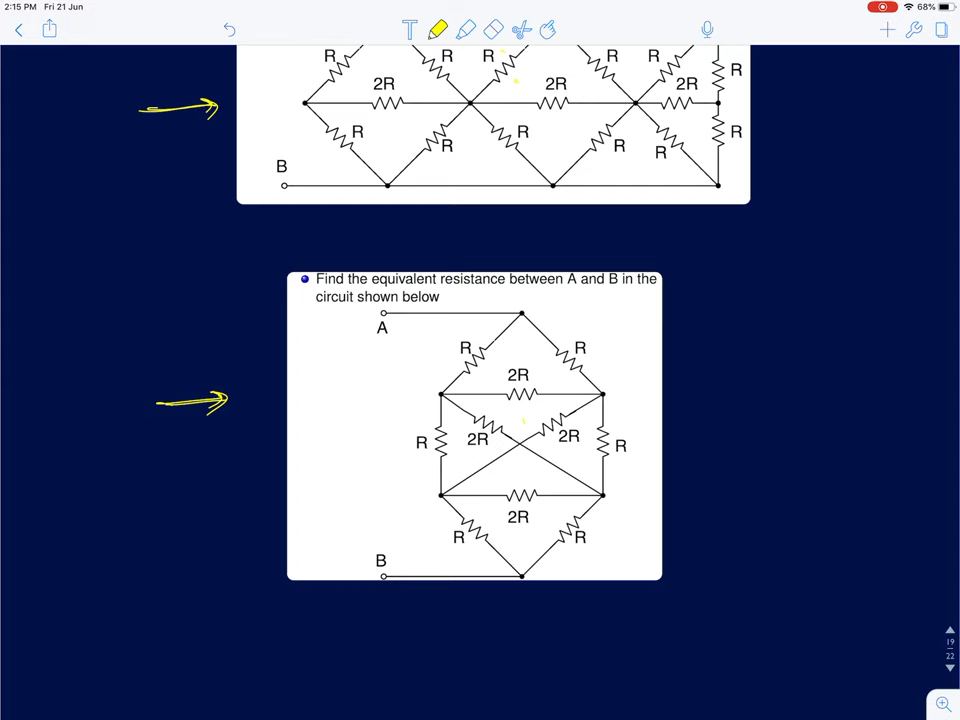 2:15 PM Fri 21 Jun
68%
T
R R R R R R
2R 2R 2R
R R R R R R
B
Find the equivalent resistance between A and B in the
circuit shown below
A
R R
2R
R 2R 2R R
2R
R R
B
19
22